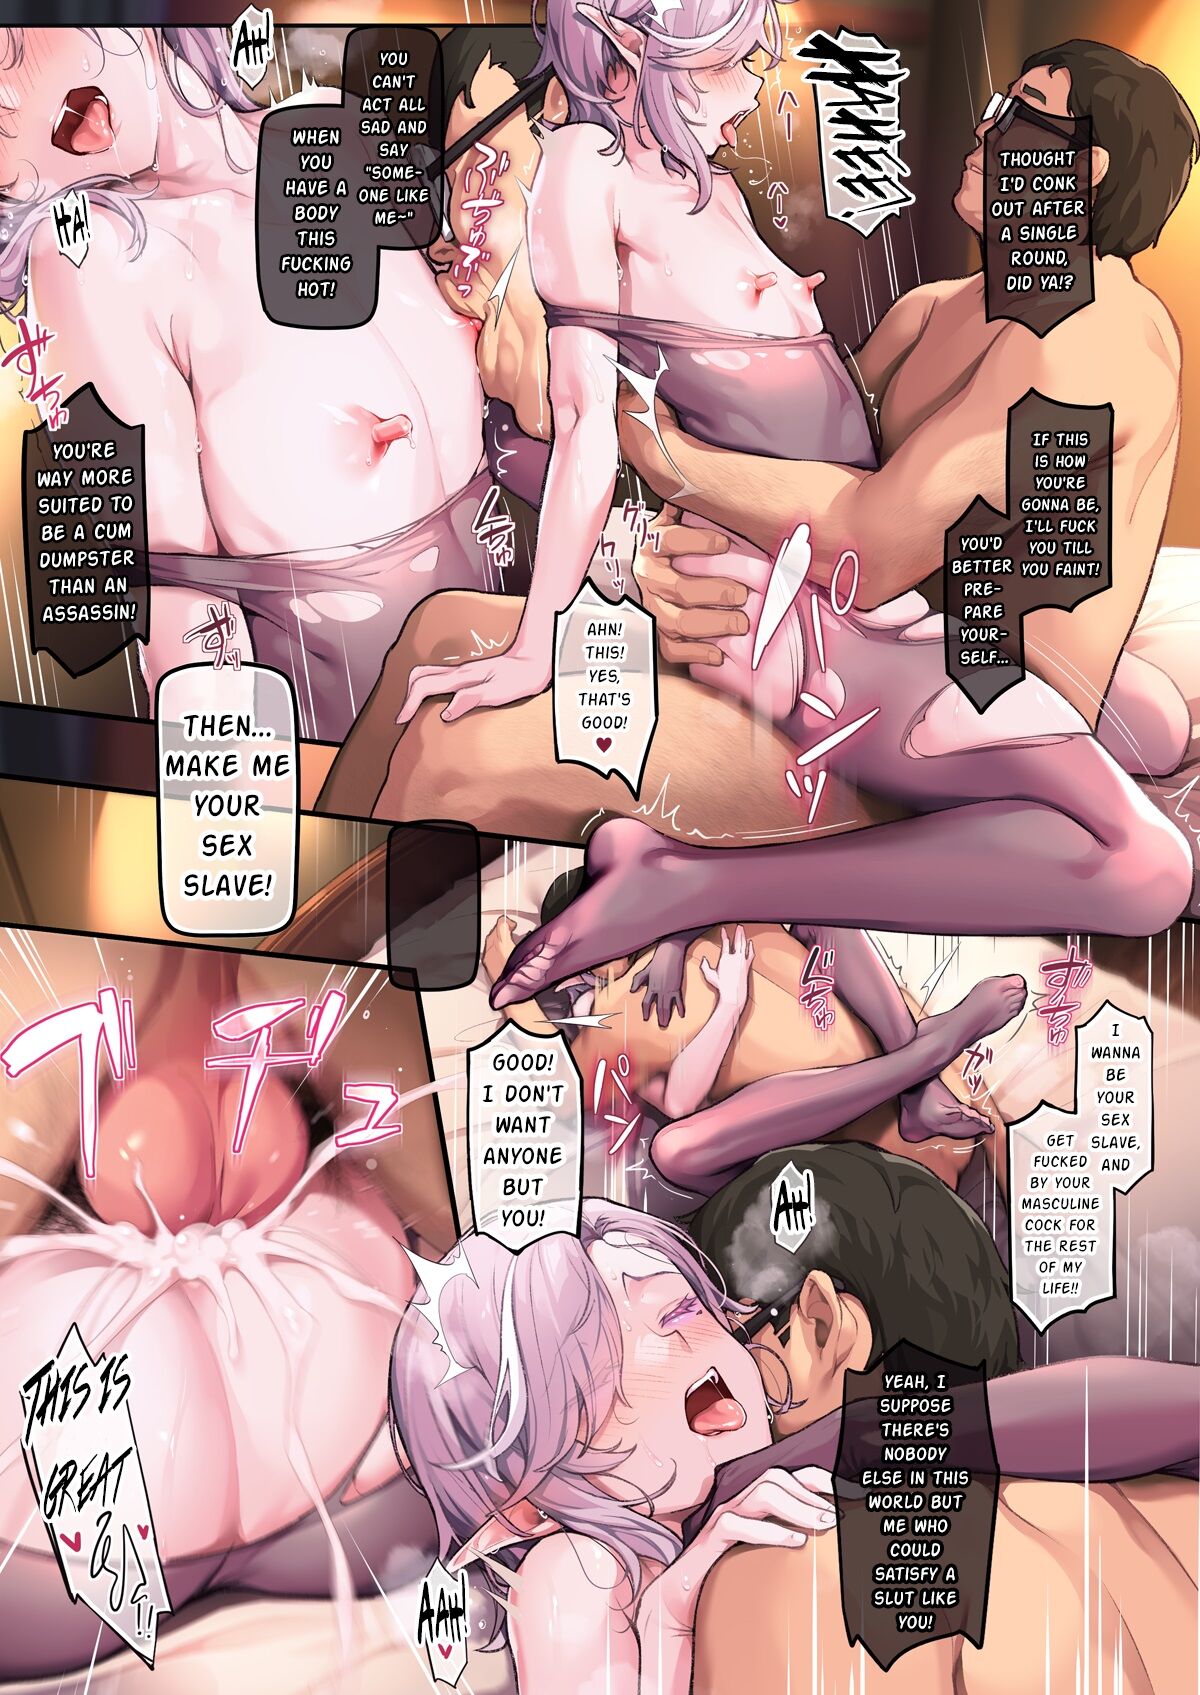 THOUGHT
I'D CONK
OUT AFTER
A SINGLE
ROUND,
DID YA!?
IF THIS
IS HOW
YOU'RE
GONNA BE,
I'LL FUCK
YOU TILL
YOU FAINT!
YOU'D
BETTER
PRE-
PARE
YOUR-
SELF...
へ
へ
AHN!
THIS!
YES,
THAT'S
GOOD!
♥
パンッ
YOU
CAN'T
ACT ALL
SAD AND
SAY
"SOME-
ONE LIKE
ME~"
WHEN
YOU
HAVE A
BODY
THIS
FUCKING
HOT!
AH!
HA!
YOU'RE
WAY MORE
SUITED TO
BE A CUM
DUMPSTER
THAN AN
ASSASSIN!
THEN...
MAKE ME
YOUR
SEX
SLAVE!
I
WANNA
BE
YOUR
SEX
SLAVE,
AND
GET
FUCKED
BY YOUR
MASCULINE
COCK FOR
THE REST
OF MY
LIFE!!
パン
GOOD!
I DON'T
WANT
ANYONE
BUT
YOU!
AH!
YEAH, I
SUPPOSE
THERE'S
NOBODY
ELSE IN THIS
WORLD BUT
ME WHO
COULD
SATISFY A
SLUT LIKE
YOU!
AAH!
♥
THIS IS
GREAT
♥ ♥
!!